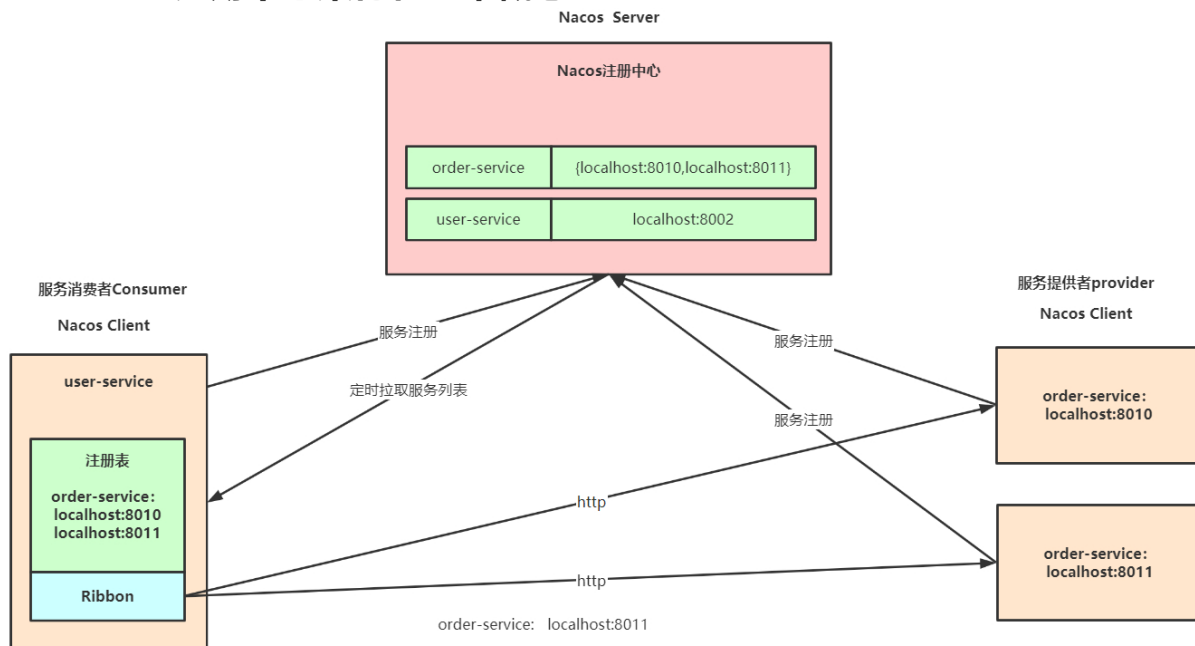 Nacos Server
Nacos注册中心
order-service
{localhost:8010,localhost:8011}
user-service
localhost:8002
服务消费者Consumer
Nacos Client
服务提供者provider
Nacos Client
服务注册
服务注册
定时拉取服务列表
服务注册
user-service
注册表
order-service:
localhost:8010
localhost:8011
Ribbon
order-service:
localhost:8010
http
http
order-service:
localhost:8011
order-service: localhost:8011